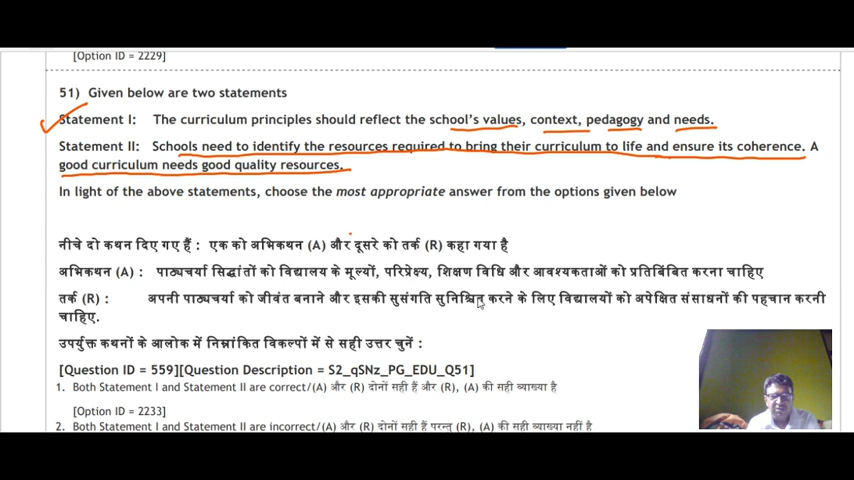 [Option ID = 2229]
51) Given below are two statements
Statement I: The curriculum principles should reflect the school's values, context, pedagogy and needs.
Statement II: Schools need to identify the resources required to bring their curriculum to life and ensure its coherence. A
good curriculum needs good quality resources.
In light of the above statements, choose the most appropriate answer from the options given below
नीचे दो कथन दिए गए हैं : एक को अभिकथन (A) और दूसरे को तर्क (R) कहा गया है
अभिकथन (A) : पाठ्यचर्या सिद्धांतों को विद्यालय के मूल्यों, परिप्रेक्ष्य, शिक्षण विधि और आवश्यकताओं को प्रतिबिंबित करना चाहिए
तर्क (R) : अपनी पाठ्यचर्या को जीवंत बनाने और इसकी सुसंगति सुनिश्चित करने के लिए विद्यालयों को अपेक्षित संसाधनों की पहचान करनी
चाहिए.
उपर्युक्त कथनों के आलोक में निम्नांकित विकल्पों में से सही उत्तर चुनें :
[Question ID = 559][Question Description = S2_qSNz_PG_EDU_Q51]
1. Both Statement I and Statement II are correct/(A) और (R) दोनों सही हैं और (R), (A) की सही व्याख्या है
[Option ID = 2233]
2. Both Statement I and Statement II are incorrect/(A) और (R) दोनों सही हैं परन्तु (R), (A) की सही व्याख्या नहीं है